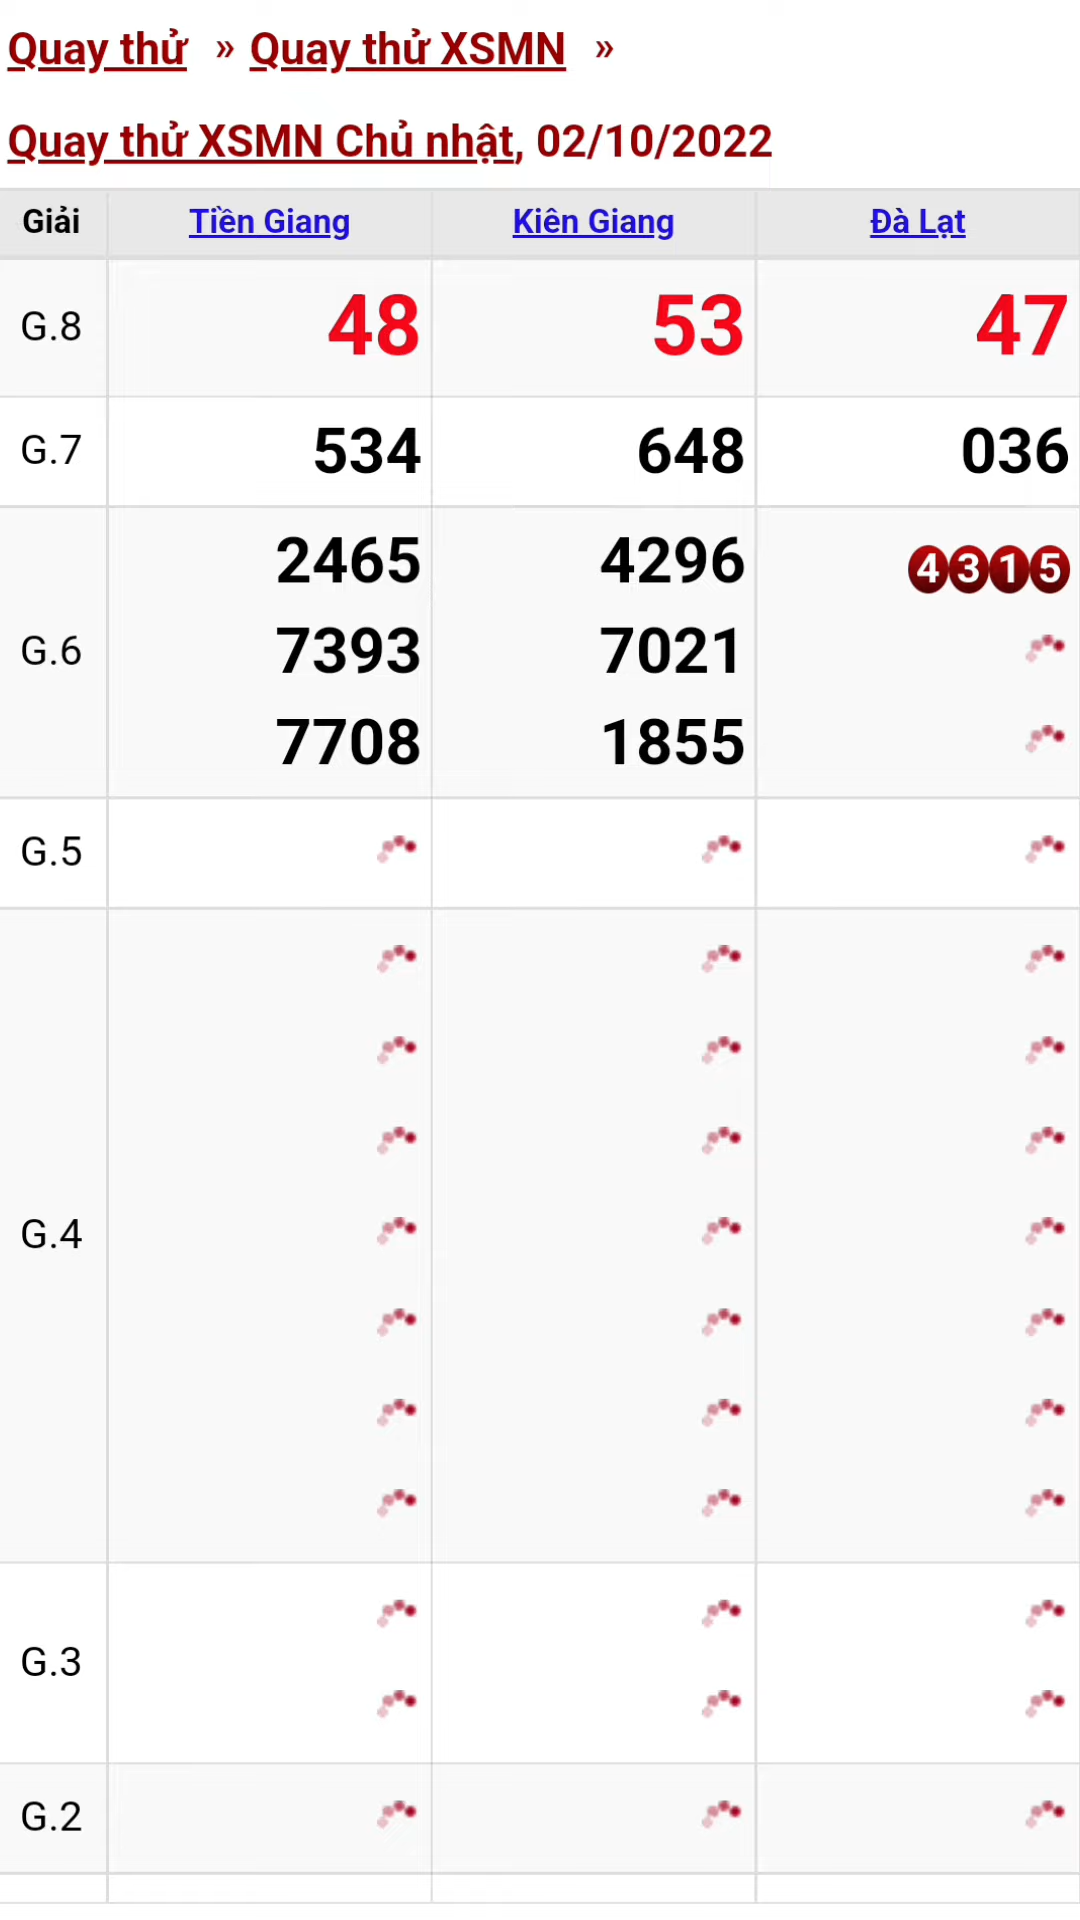 Quay thử » Quay thử XSMN »
Quay thử XSMN Chủ nhật, 02/10/2022
Giải Tiền Giang Kiên Giang Đà Lạt
G.8 48 53 47
G.7 534 648 036
2465 4296 4315
G.6 7393 7021
7708 1855
G.5
G.4
G.3
G.2